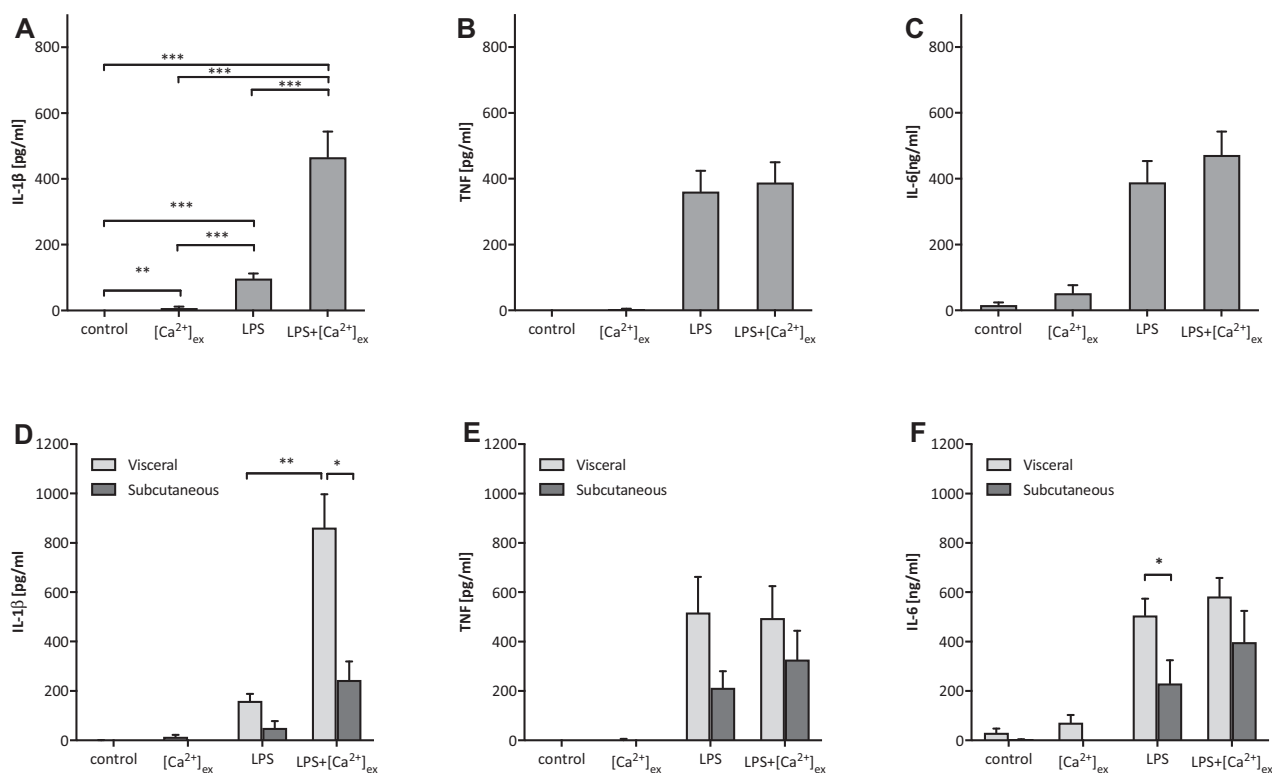 A
IL-1β [pg/ml]
800
600
400
200
0
***
***
***
***
***
**
control [Ca²⁺]ex LPS LPS+[Ca²⁺]ex
B
TNF [pg/ml]
800
600
400
200
0
control [Ca²⁺]ex LPS LPS+[Ca²⁺]ex
C
IL-6[ng/ml]
800
600
400
200
0
control [Ca²⁺]ex LPS LPS+[Ca²⁺]ex
D
IL-1β [pg/ml]
1200
1000
800
600
400
200
0
Visceral
Subcutaneous
** *
control [Ca²⁺]ex LPS LPS+[Ca²⁺]ex
E
TNF [pg/ml]
1200
1000
800
600
400
200
0
Visceral
Subcutaneous
control [Ca²⁺]ex LPS LPS+[Ca²⁺]ex
F
IL-6 [ng/ml]
1200
1000
800
600
400
200
0
Visceral
Subcutaneous
*
control [Ca²⁺]ex LPS LPS+[Ca²⁺]ex